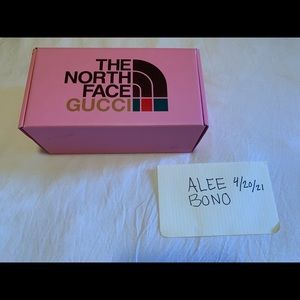 THE
NORTH
FACE
GUCCI
ALEE 4/20/21
BONO